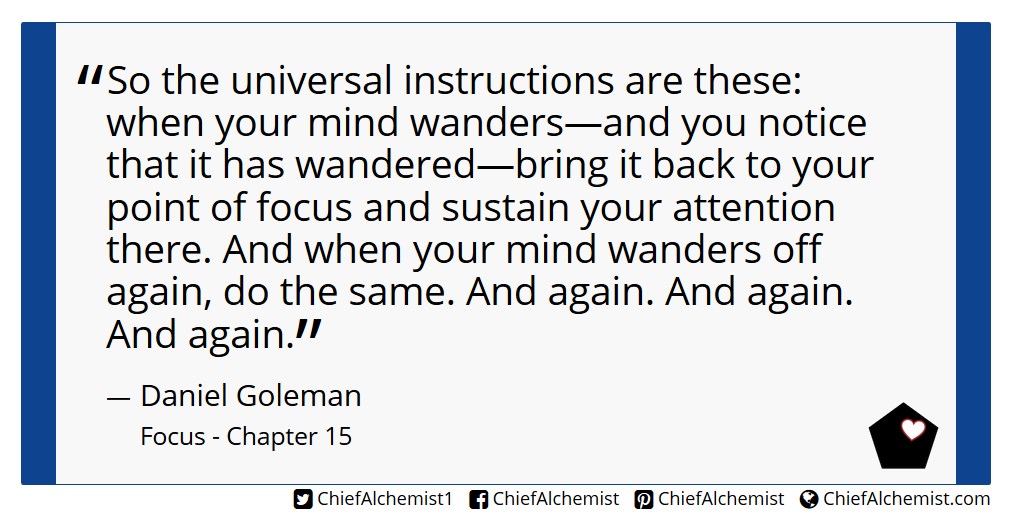 “So the universal instructions are these:
when your mind wanders—and you notice
that it has wandered—bring it back to your
point of focus and sustain your attention
there. And when your mind wanders off
again, do the same. And again. And again.
And again.”
— Daniel Goleman
Focus - Chapter 15
ChiefAlchemist1 ChiefAlchemist ChiefAlchemist ChiefAlchemist.com